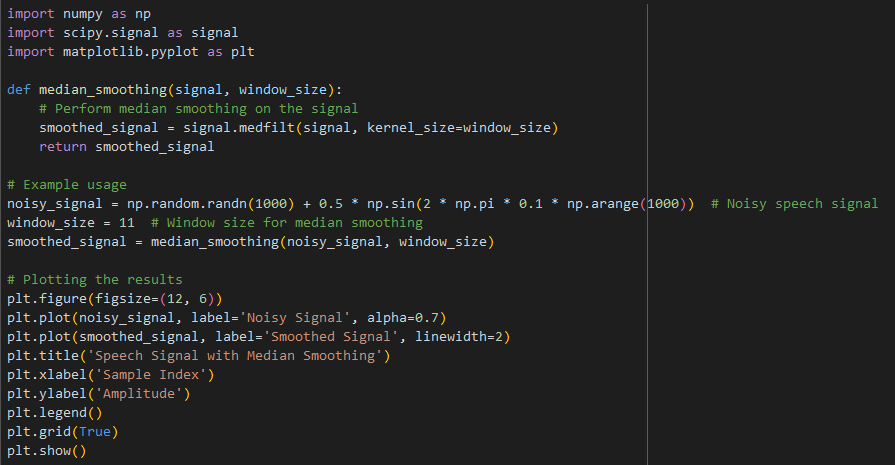 import numpy as np
import scipy.signal as signal
import matplotlib.pyplot as plt

def median_smoothing(signal, window_size):
    # Perform median smoothing on the signal
    smoothed_signal = signal.medfilt(signal, kernel_size=window_size)
    return smoothed_signal

# Example usage
noisy_signal = np.random.randn(1000) + 0.5 * np.sin(2 * np.pi * 0.1 * np.arange(1000))  # Noisy speech signal
window_size = 11  # Window size for median smoothing
smoothed_signal = median_smoothing(noisy_signal, window_size)

# Plotting the results
plt.figure(figsize=(12, 6))
plt.plot(noisy_signal, label='Noisy Signal', alpha=0.7)
plt.plot(smoothed_signal, label='Smoothed Signal', linewidth=2)
plt.title('Speech Signal with Median Smoothing')
plt.xlabel('Sample Index')
plt.ylabel('Amplitude')
plt.legend()
plt.grid(True)
plt.show()